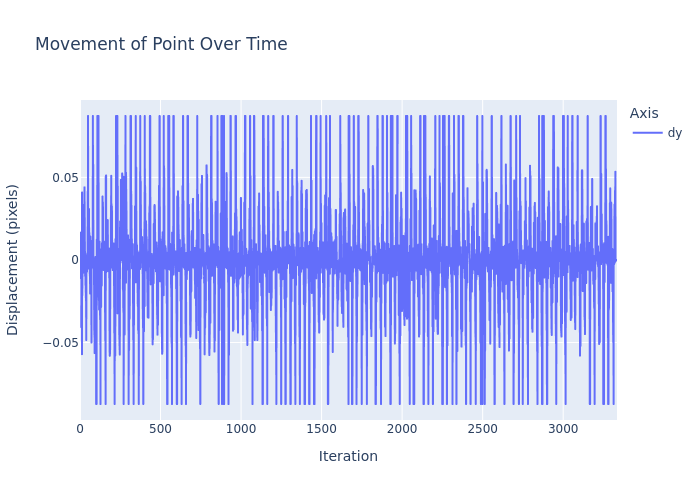 Movement of Point Over Time
Axis
dy
0.05
0
−0.05
Displacement (pixels)
0
500
1000
1500
2000
2500
3000
Iteration